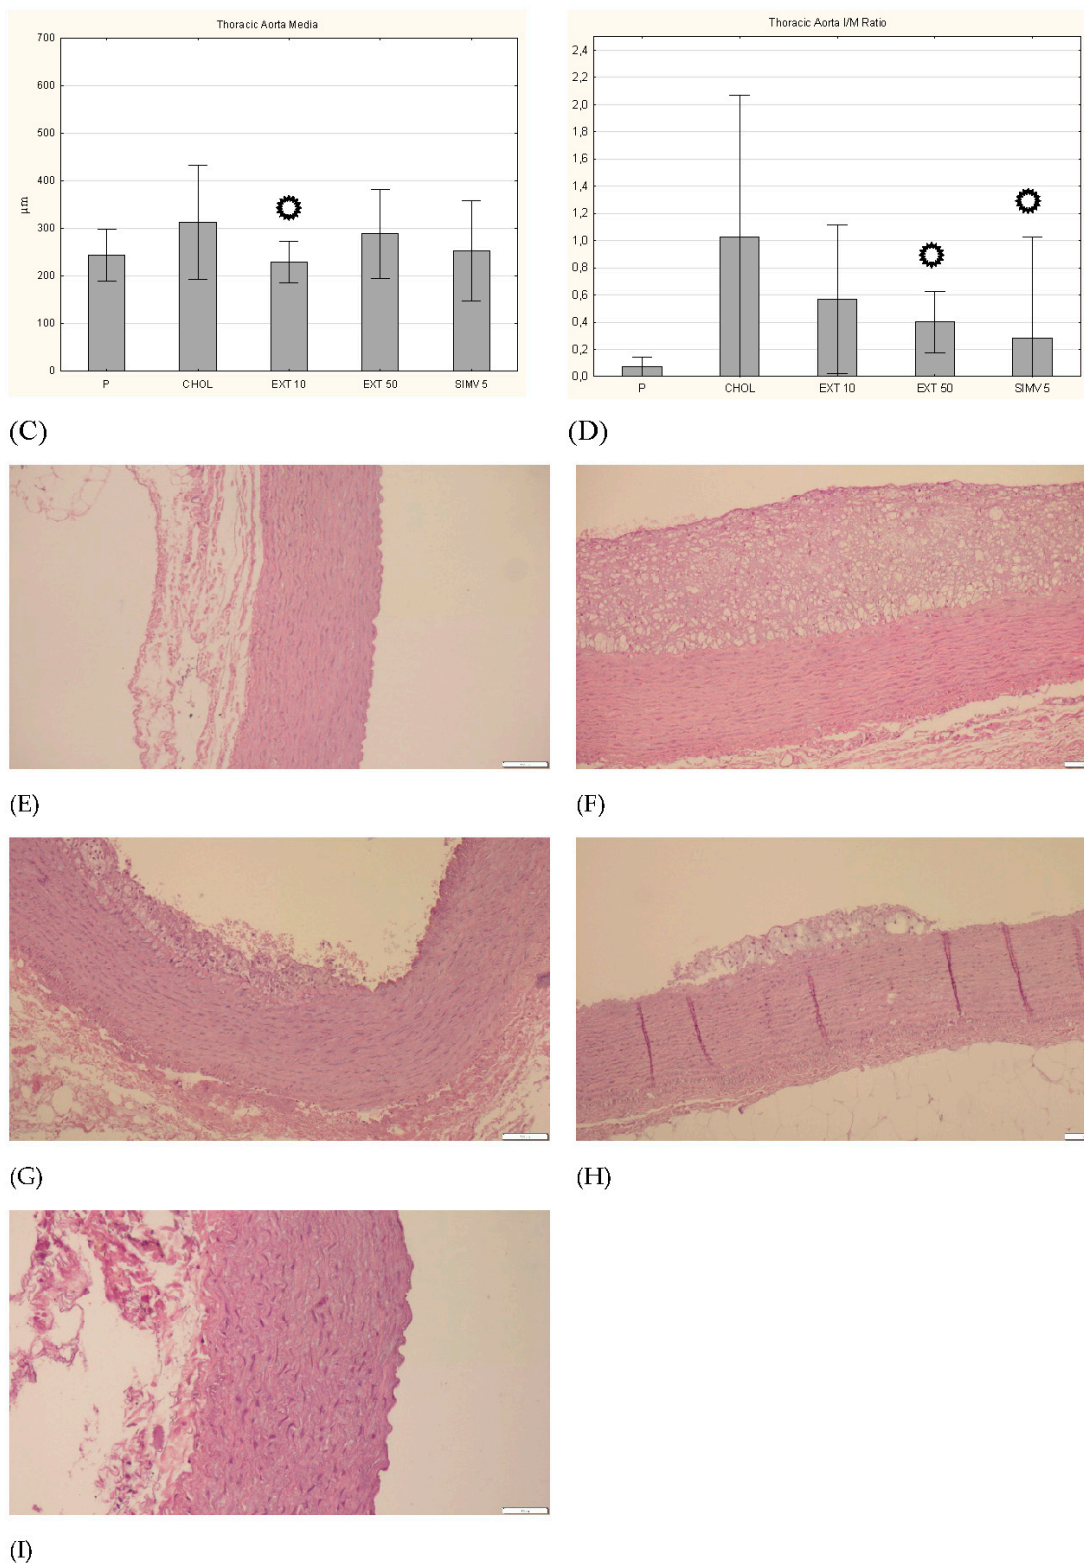 Thoracic Aorta Media
700
600
500
400
300
200
100
0
µm
P CHOL EXT 10 EXT 50 SIMV 5
(C)
Thoracic Aorta I/M Ratio
2,4
2,2
2,0
1,8
1,6
1,4
1,2
1,0
0,8
0,6
0,4
0,2
0,0
P CHOL EXT 10 EXT 50 SIMV 5
(D)
(E)
(F)
(G)
(H)
(I)